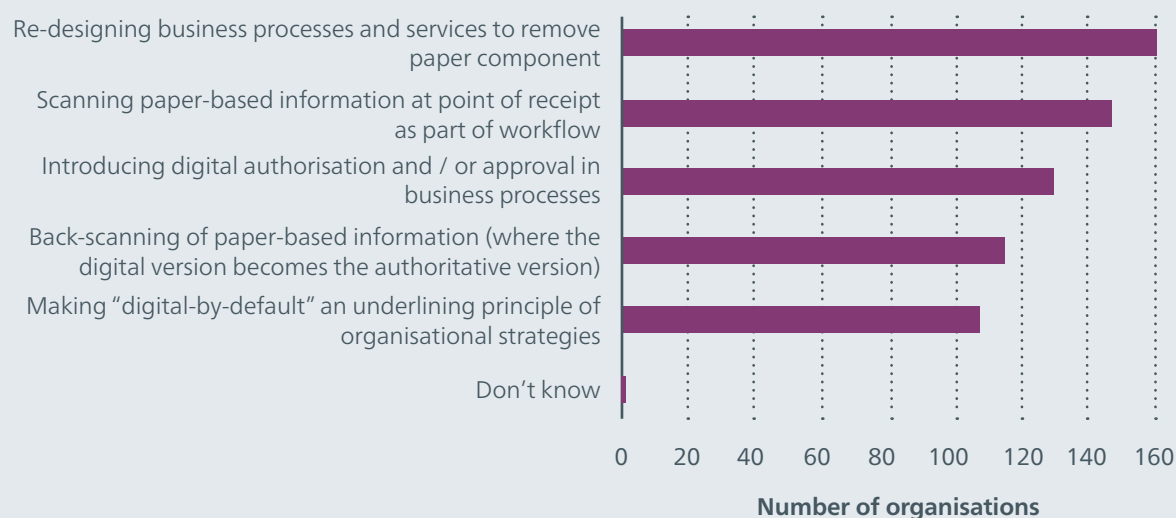 Re-designing business processes and services to remove
paper component
Scanning paper-based information at point of receipt
as part of workflow
Introducing digital authorisation and / or approval in
business processes
Back-scanning of paper-based information (where the
digital version becomes the authoritative version)
Making “digital-by-default” an underlining principle of
organisational strategies
Don’t know
0 20 40 60 80 100 120 140 160
Number of organisations